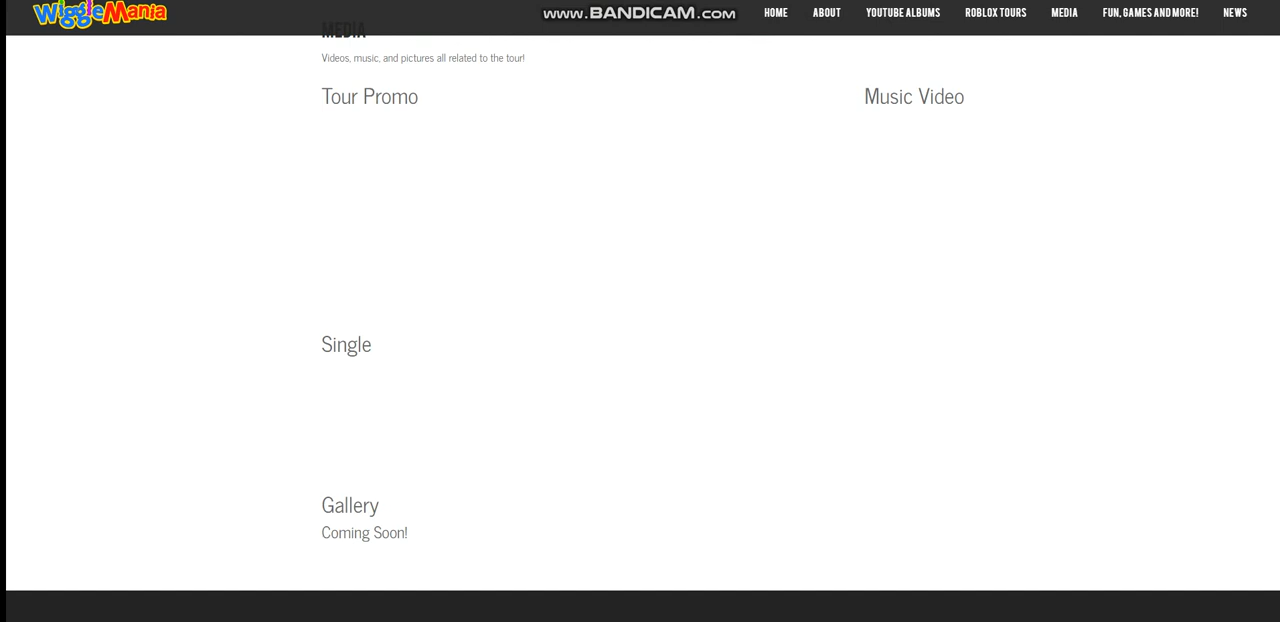 WiggleMania
www.BANDICAM.com
HOME ABOUT YOUTUBE ALBUMS ROBLOX TOURS MEDIA FUN, GAMES AND MORE! NEWS
MEDIA
Videos, music, and pictures all related to the tour!
Tour Promo
Music Video
Single
Gallery
Coming Soon!